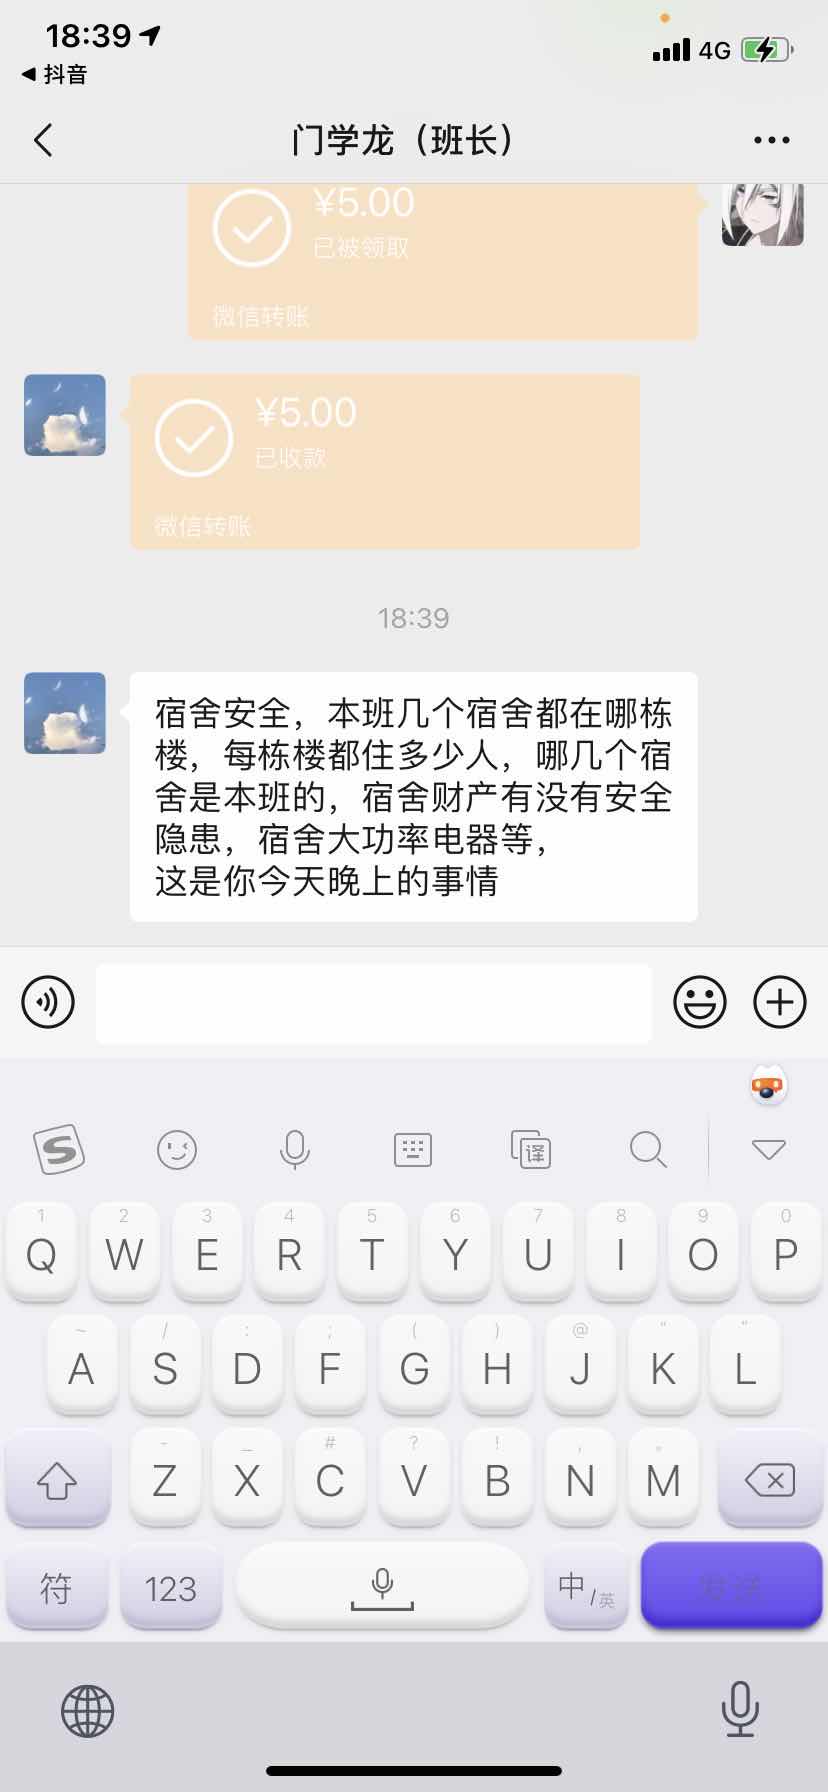 18:39
4G
抖音
门学龙（班长）
¥5.00
已被领取
微信转账
¥5.00
已收款
微信转账
18:39
宿舍安全，本班几个宿舍都在哪栋
楼，每栋楼都住多少人，哪几个宿
舍是本班的，宿舍财产有没有安全
隐患，宿舍大功率电器等，
这是你今天晚上的事情
S
译
1 2 3 4 5 6 7 8 9 0
Q W E R T Y U I O P
~ / : ; ( ) @ “ ”
A S D F G H J K L
- _ # ? ! , 。
Z X C V B N M
符 123 中/英 发送